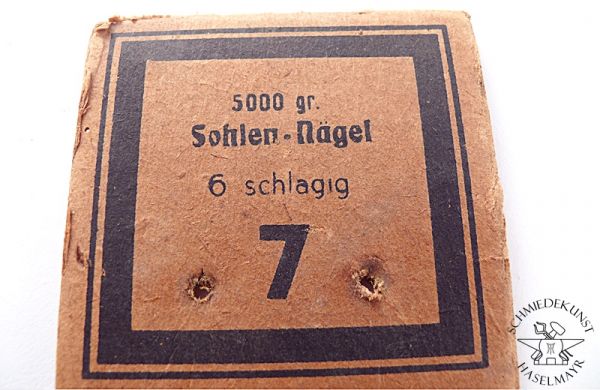 5000 gr.
Sohlen-Nägel
6 schlagig
7
SCHMIEDEKUNST
HASELMAYR